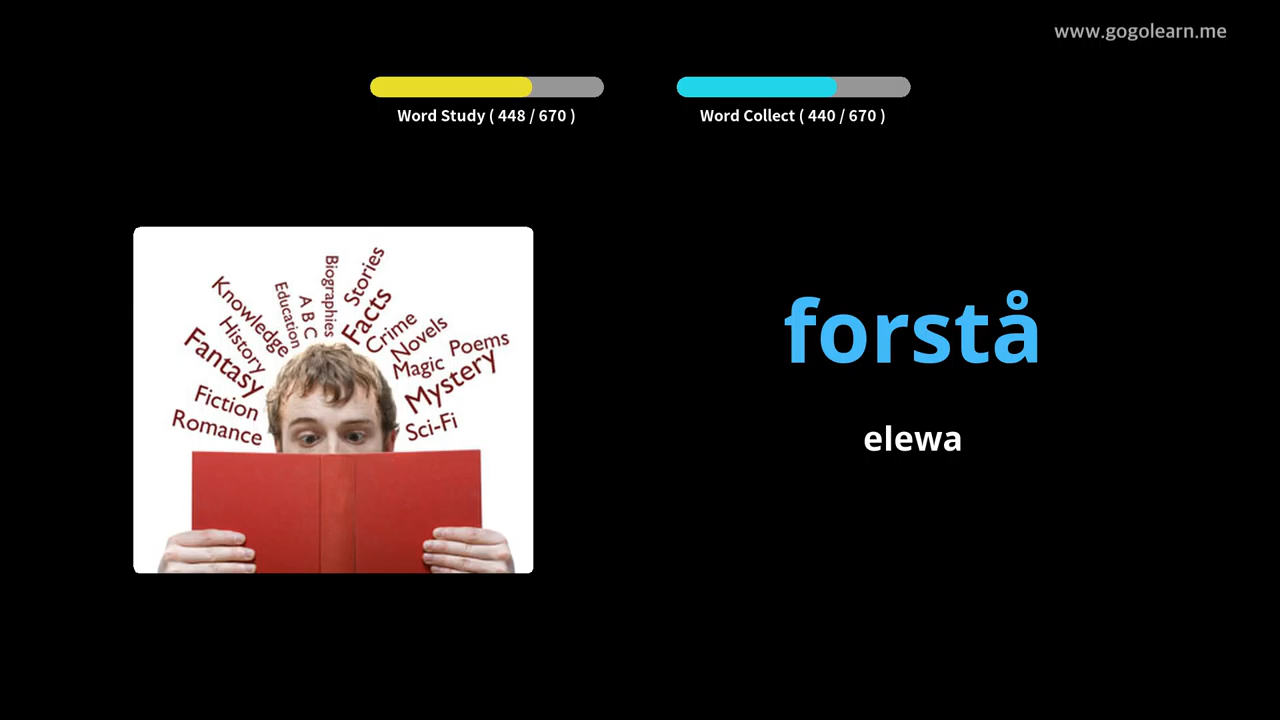 www.gogolearn.me
Word Study ( 448 / 670 )
Word Collect ( 440 / 670 )
Biographies
Stories
Education
A B C
Facts
Knowledge
Crime
History
Novels
Poems
Fantasy
Magic
Mystery
Fiction
Romance
Sci-Fi
forstå
elewa